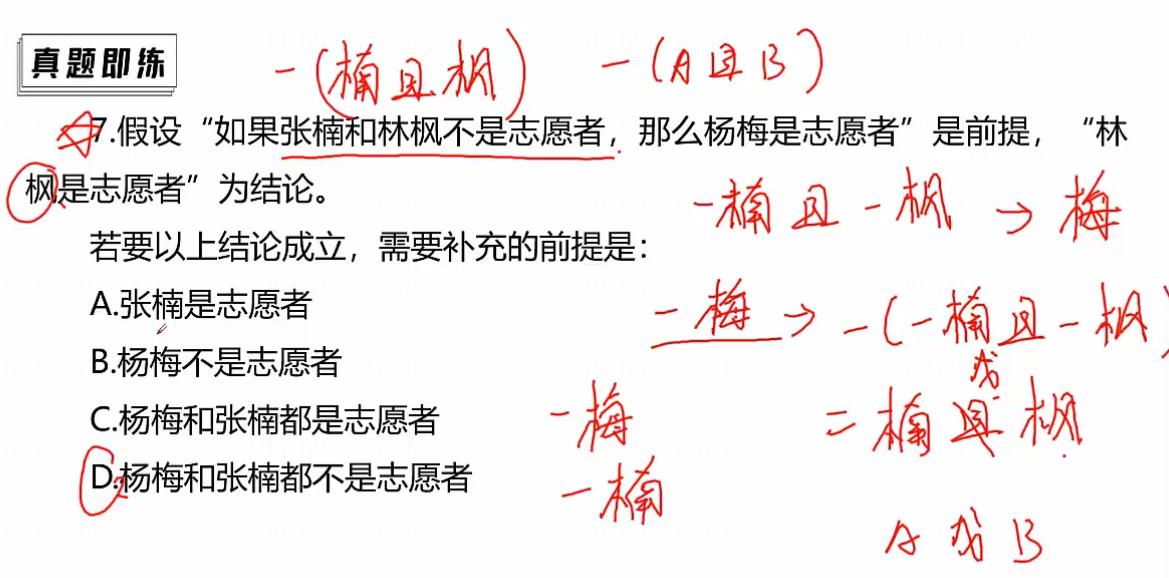 真题即练
-(楠且枫) -(A且B)
7.假设“如果张楠和林枫不是志愿者，那么杨梅是志愿者”是前提，“林
枫是志愿者”为结论。
-楠且-枫→梅
若要以上结论成立，需要补充的前提是：
A.张楠是志愿者
-梅→-(-楠且-枫)
B.杨梅不是志愿者
或
C.杨梅和张楠都是志愿者
-梅
=楠且枫
D.杨梅和张楠都不是志愿者
-楠
A或B